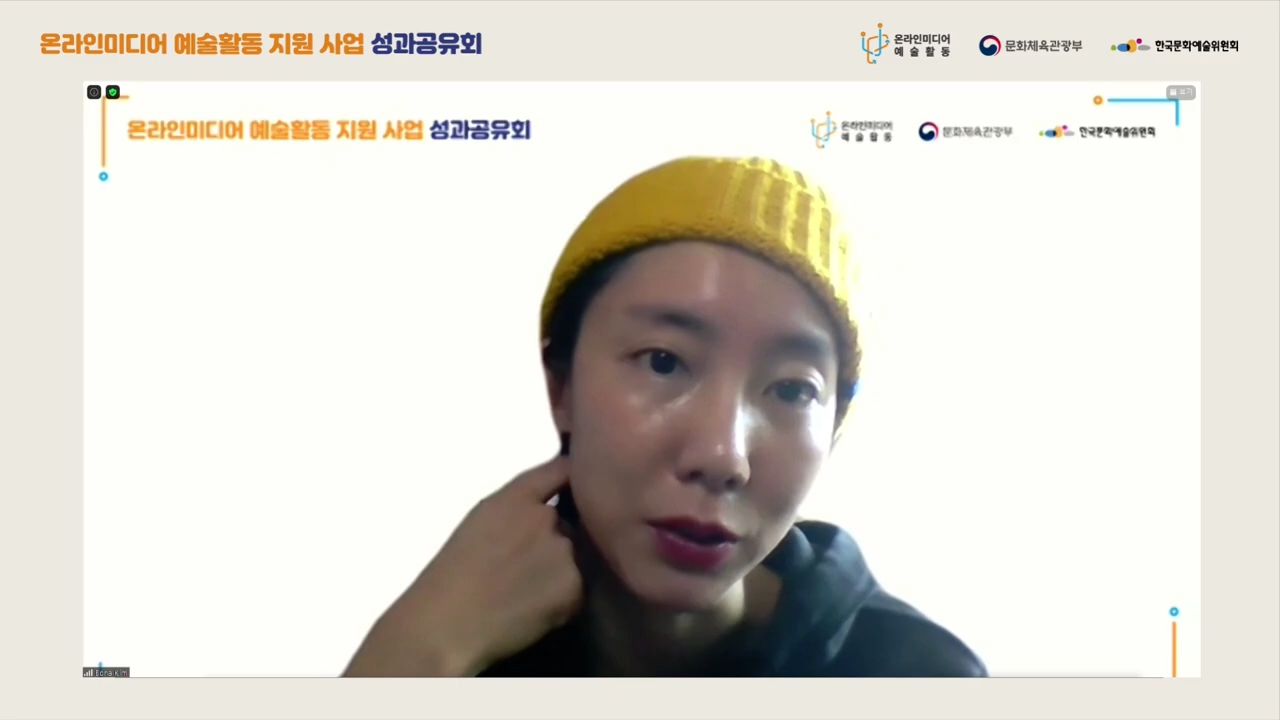 온라인미디어 예술활동 지원 사업 성과공유회
온라인미디어
예술활동
문화체육관광부
한국문화예술위원회
보기
온라인미디어 예술활동 지원 사업 성과공유회
온라인미디어
예술활동
문화체육관광부
한국문화예술위원회
Bona Kim